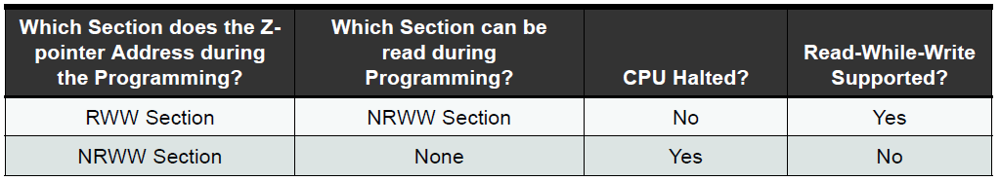 Which Section does the Z-
pointer Address during
the Programming?
Which Section can be
read during
Programming?
CPU Halted?
Read-While-Write
Supported?
RWW Section
NRWW Section
No
Yes
NRWW Section
None
Yes
No